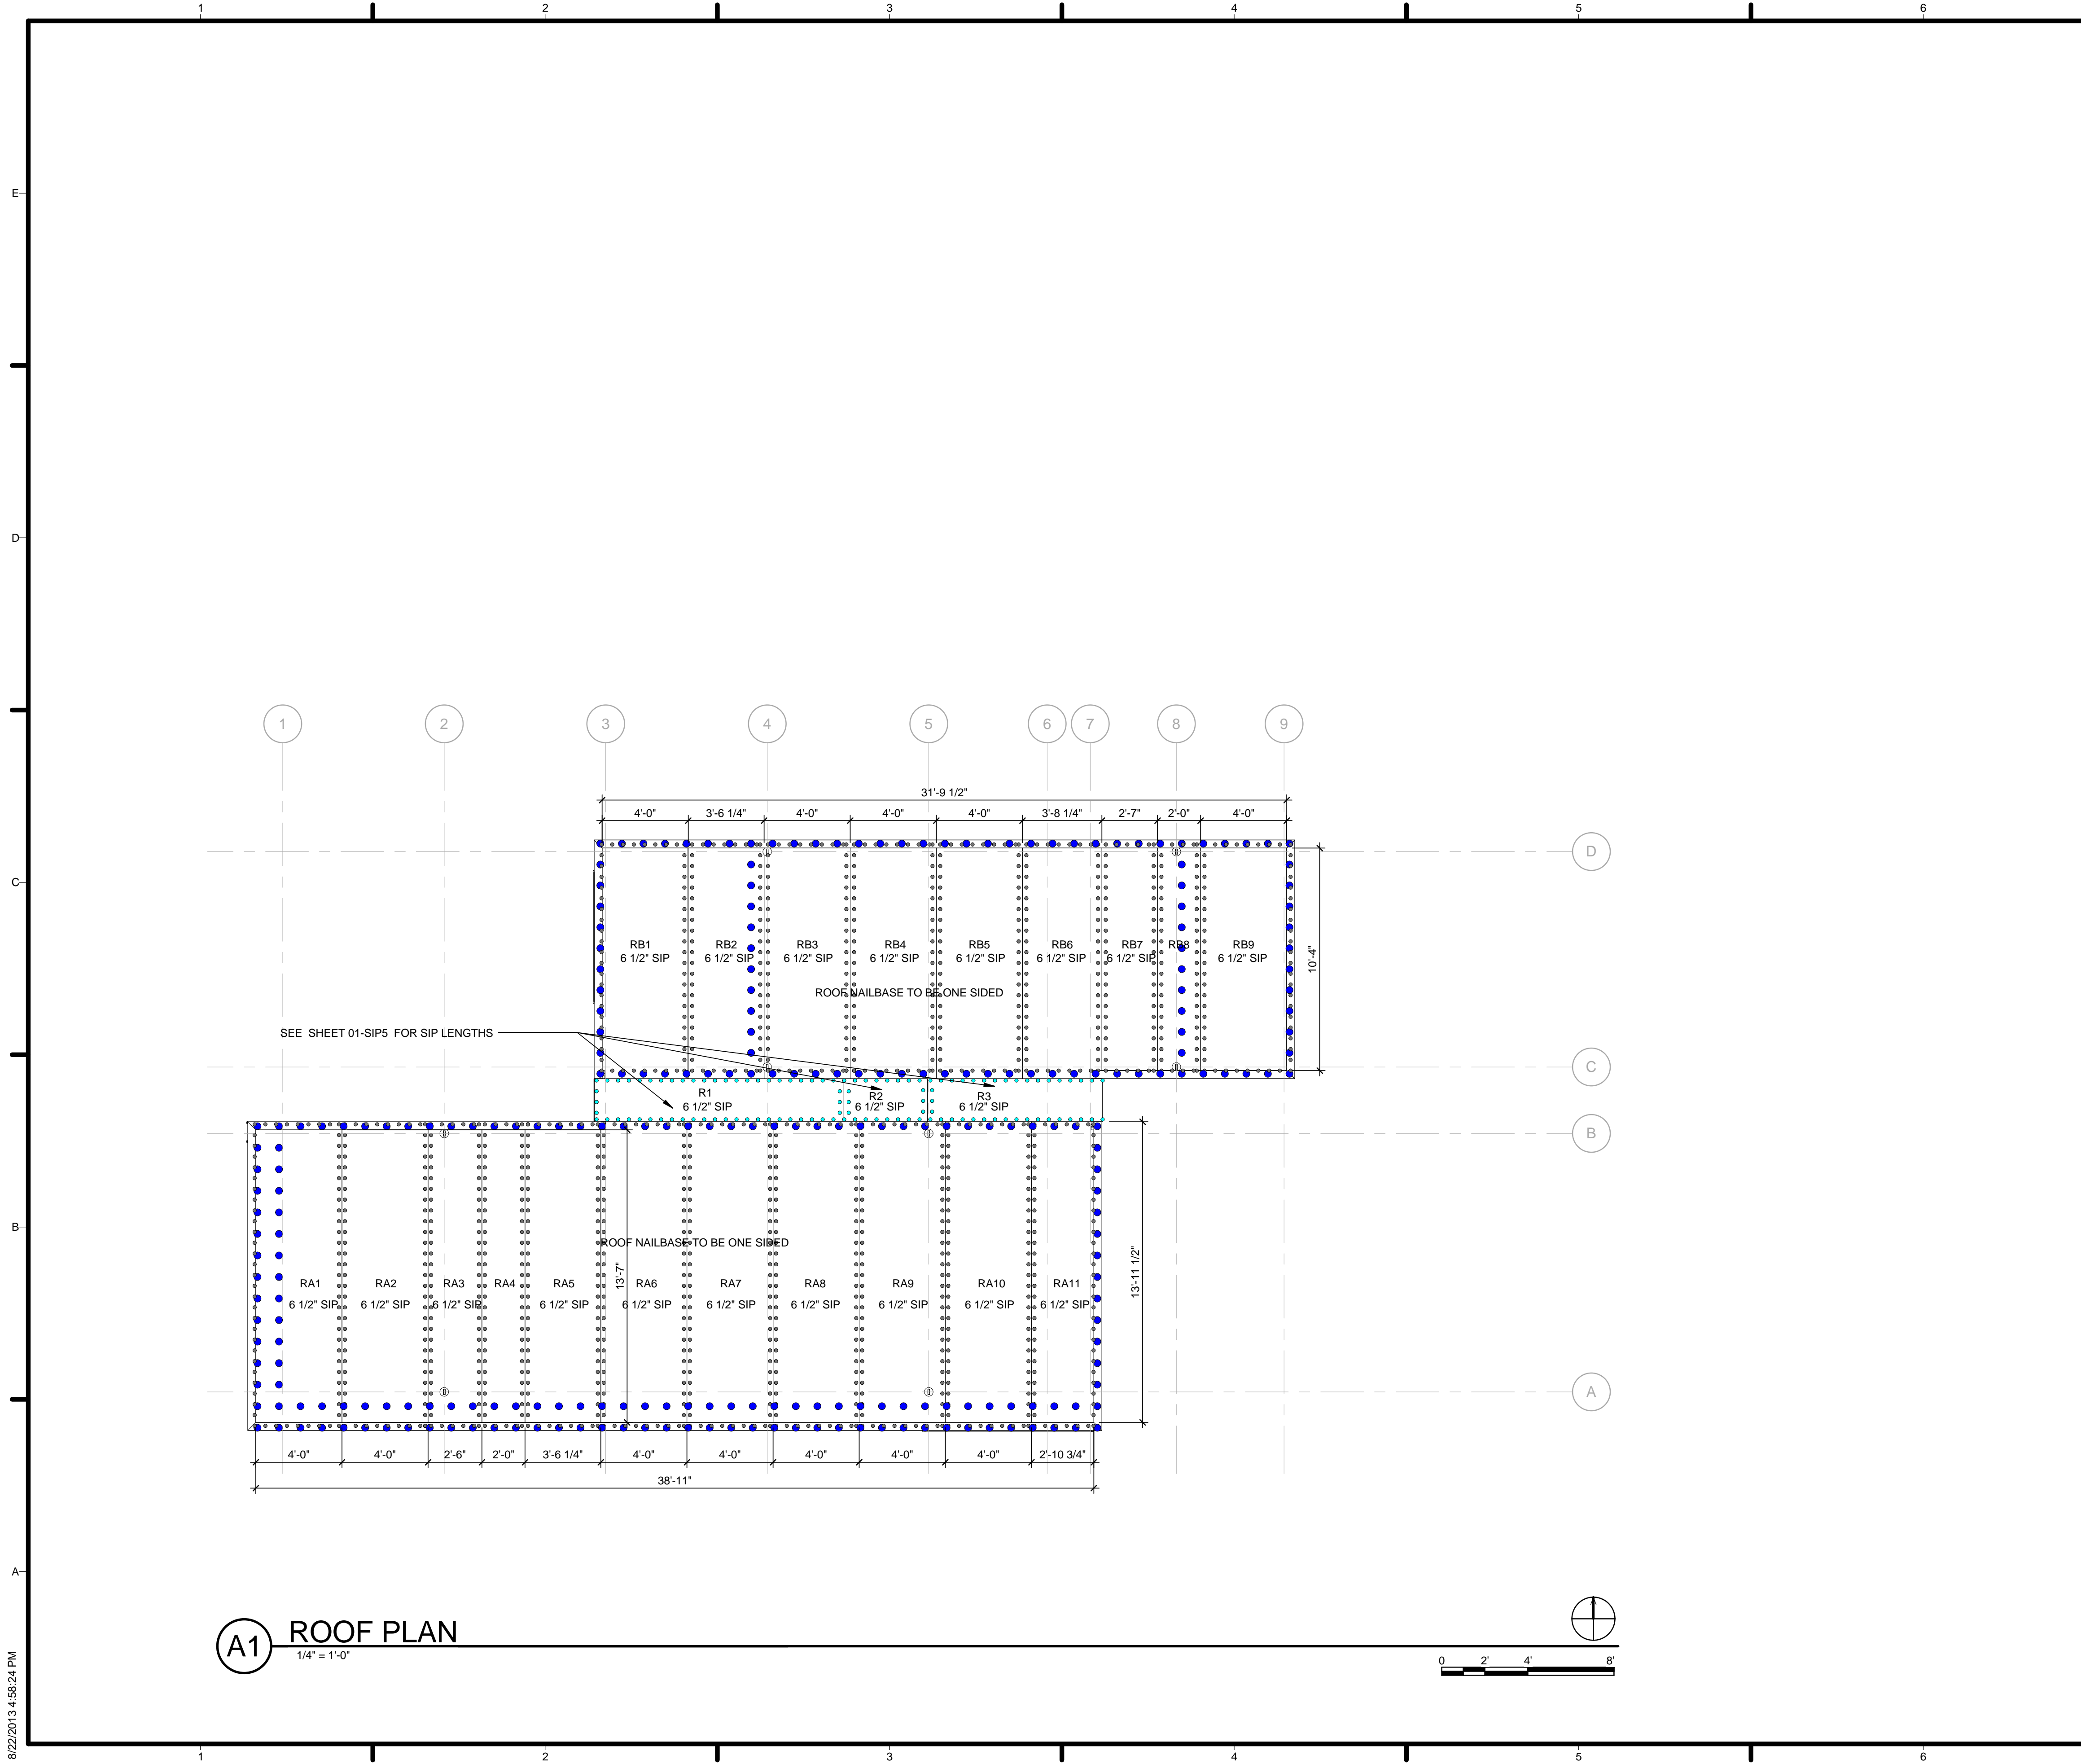 1 2 3 4 5 6
E
D
C
B
A
1 2 3 4 5 6 7 8 9
31'-9 1/2"
4'-0" 3'-6 1/4" 4'-0" 4'-0" 4'-0" 3'-8 1/4" 2'-7" 2'-0" 4'-0"
D
RB1 RB2 RB3 RB4 RB5 RB6 RB7 RB8 RB9
6 1/2" SIP 6 1/2" SIP 6 1/2" SIP 6 1/2" SIP 6 1/2" SIP 6 1/2" SIP 6 1/2" SIP 6 1/2" SIP
10'-4"
ROOF NAILBASE TO BE ONE SIDED
SEE SHEET 01-SIP5 FOR SIP LENGTHS
C
R1 R2 R3
6 1/2" SIP 6 1/2" SIP 6 1/2" SIP
B
ROOF NAILBASE TO BE ONE SIDED
13'-7"
13'-11 1/2"
RA1 RA2 RA3 RA4 RA5 RA6 RA7 RA8 RA9 RA10 RA11
6 1/2" SIP 6 1/2" SIP 6 1/2" SIP 6 1/2" SIP 6 1/2" SIP 6 1/2" SIP 6 1/2" SIP 6 1/2" SIP 6 1/2" SIP 6 1/2" SIP
A
4'-0" 4'-0" 2'-6" 2'-0" 3'-6 1/4" 4'-0" 4'-0" 4'-0" 4'-0" 4'-0" 2'-10 3/4"
38'-11"
A1 ROOF PLAN
1/4" = 1'-0"
0 2' 4' 8'
8/22/2013 4:58:24 PM
1 2 3 4 5 6